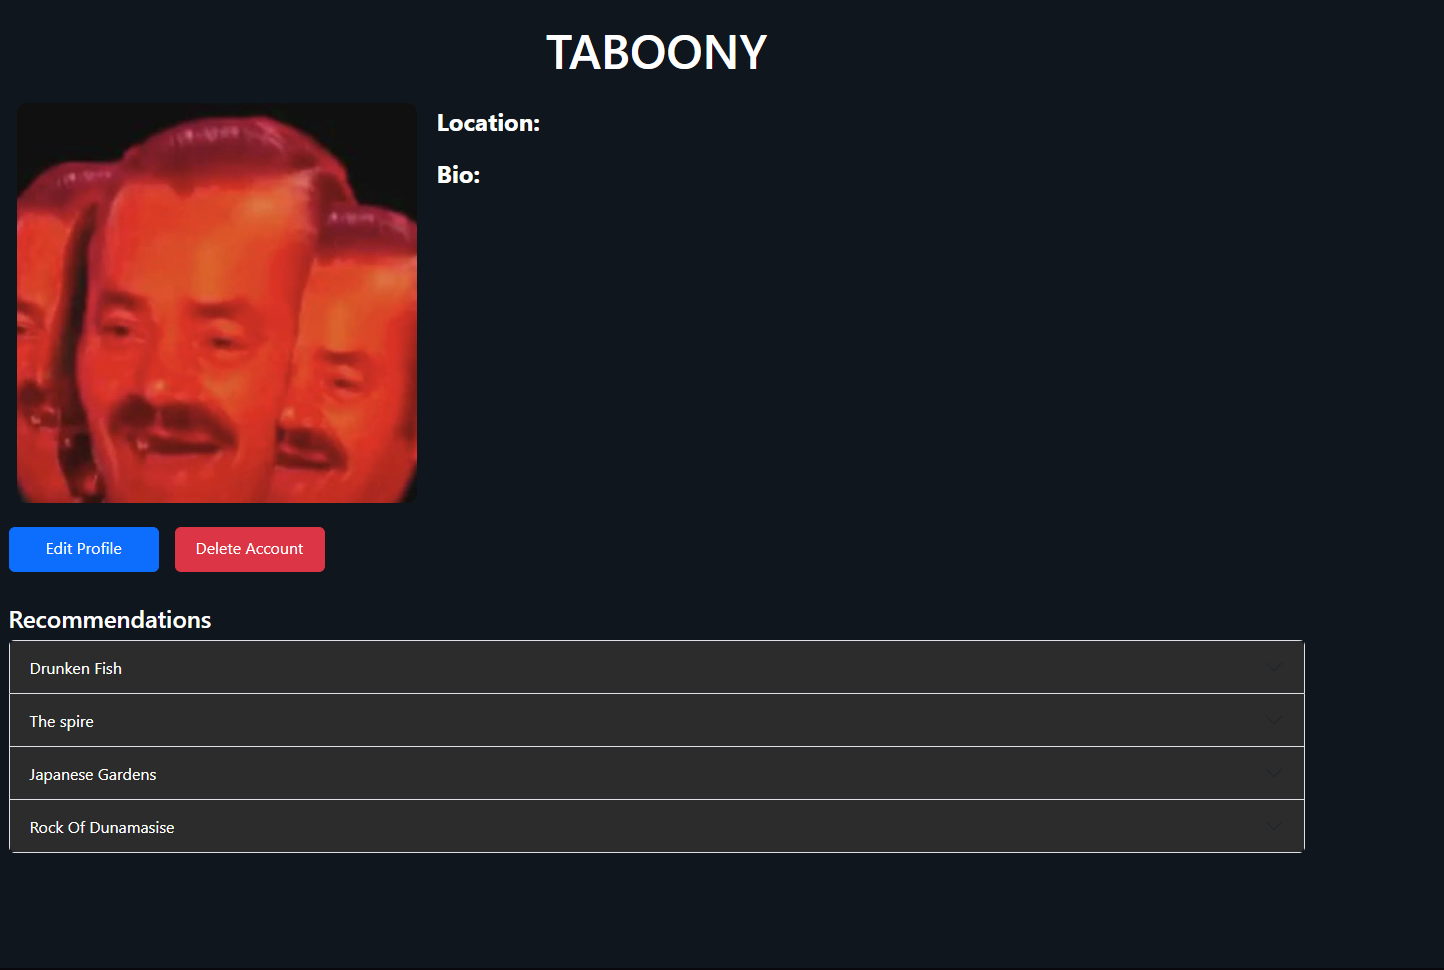 TABOONY
Location:
Bio:
Edit Profile
Delete Account
Recommendations
Drunken Fish
The spire
Japanese Gardens
Rock Of Dunamasise